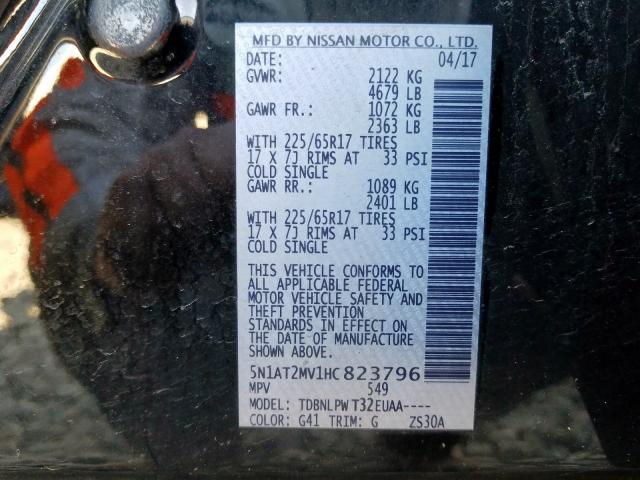 MFD BY NISSAN MOTOR CO., LTD.
DATE: 04/17
GVWR: 2122 KG
4679 LB
GAWR FR.: 1072 KG
2363 LB
WITH 225/65R17 TIRES
17 X 7J RIMS AT 33 PSI
COLD SINGLE
GAWR RR.: 1089 KG
2401 LB
WITH 225/65R17 TIRES
17 X 7J RIMS AT 33 PSI
COLD SINGLE
THIS VEHICLE CONFORMS TO
ALL APPLICABLE FEDERAL
MOTOR VEHICLE SAFETY AND
THEFT PREVENTION
STANDARDS IN EFFECT ON
THE DATE OF MANUFACTURE
SHOWN ABOVE.
5N1AT2MV1HC823796
MPV 549
MODEL: TDBNLPW T32EUAA----
COLOR: G41 TRIM: G ZS30A